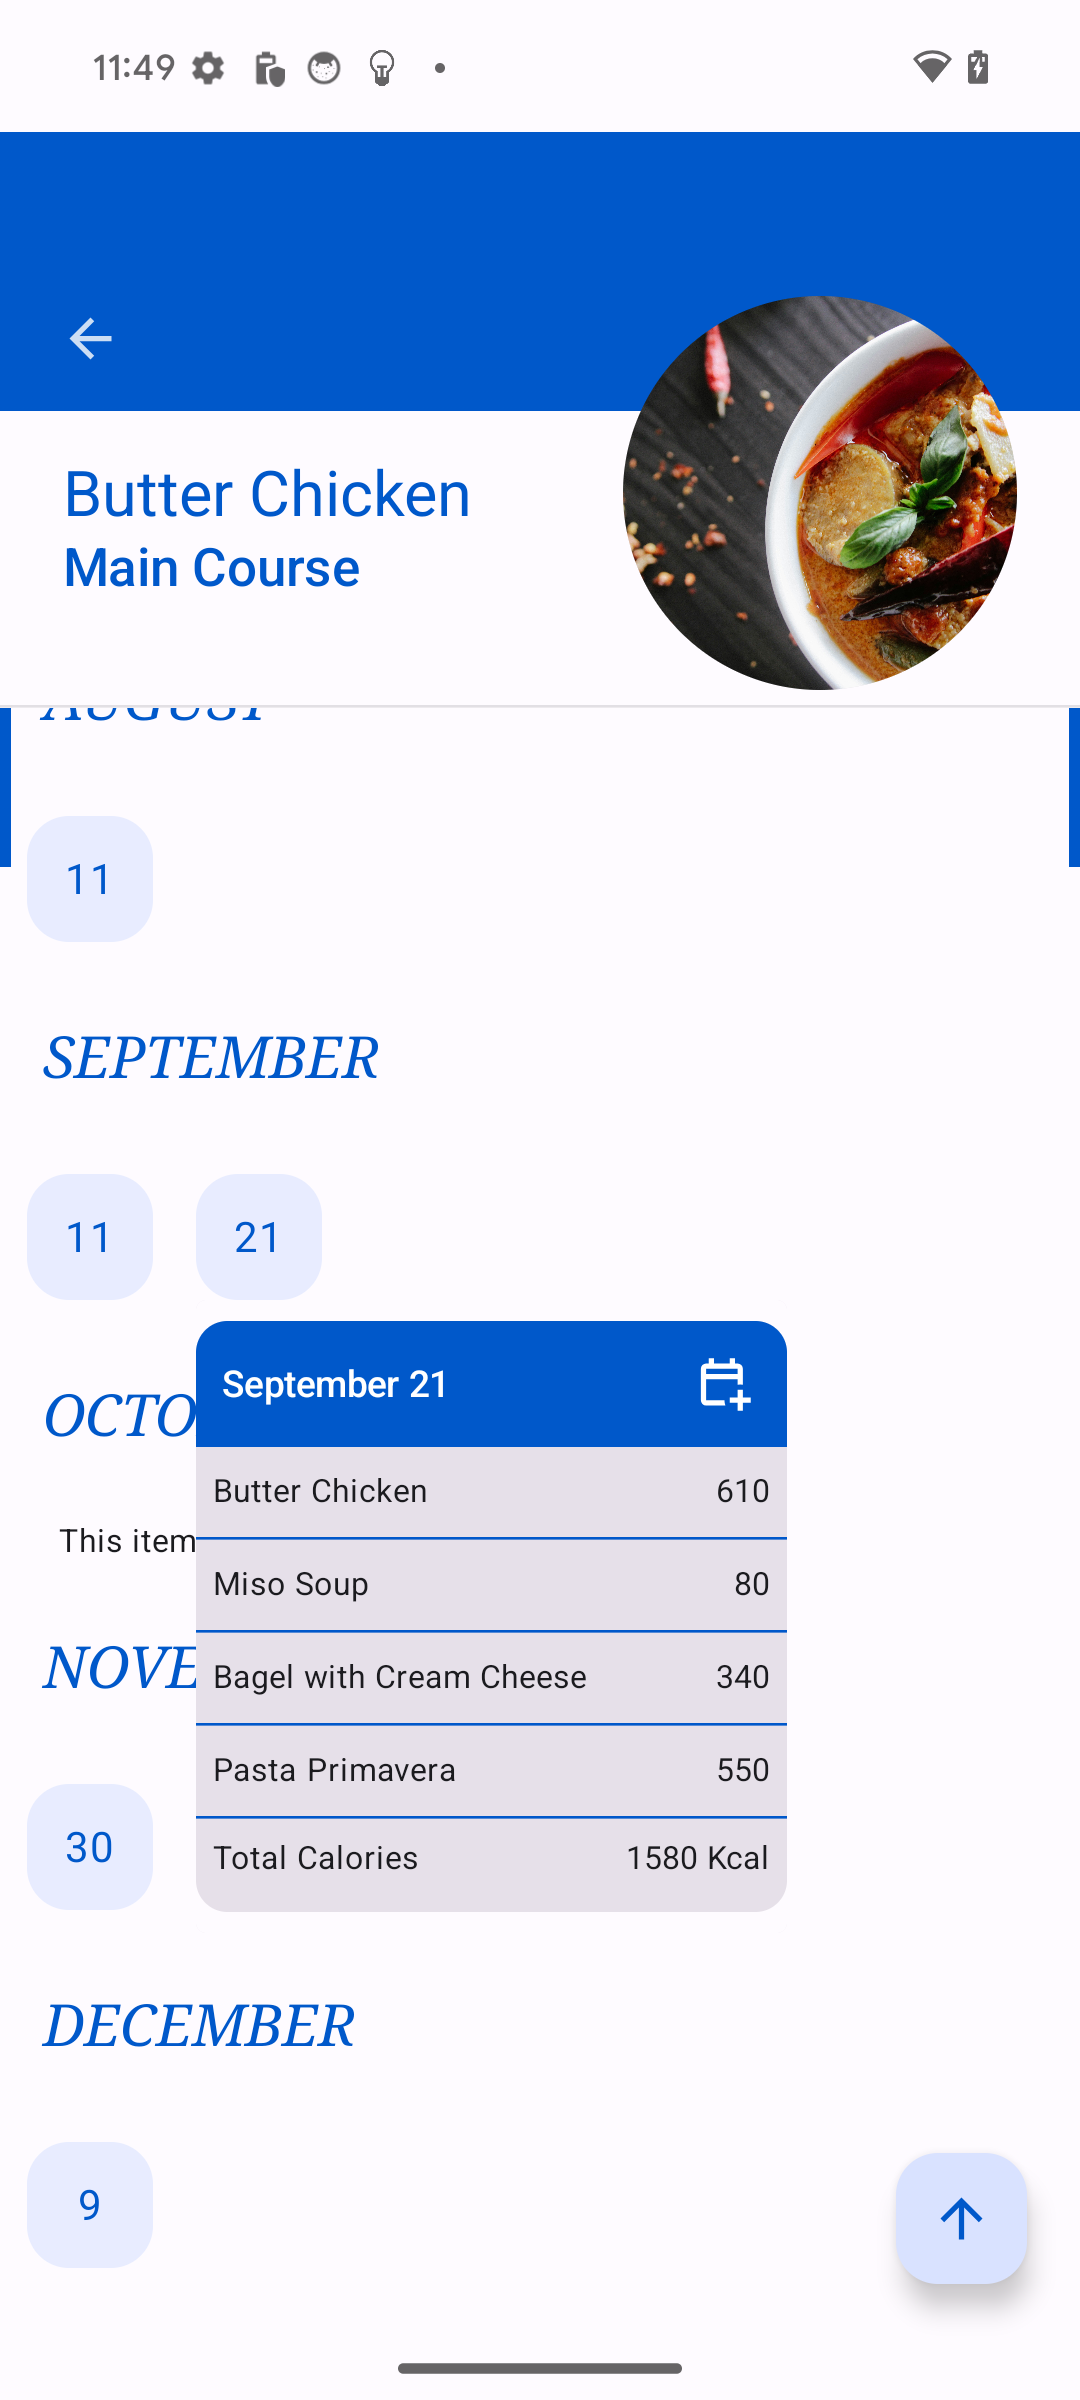 11:49
Butter Chicken
Main Course
AUGUST
11
SEPTEMBER
11 21
September 21
Butter Chicken 610
Miso Soup 80
Bagel with Cream Cheese 340
Pasta Primavera 550
Total Calories 1580 Kcal
OCTO
This item
NOVE
30
DECEMBER
9